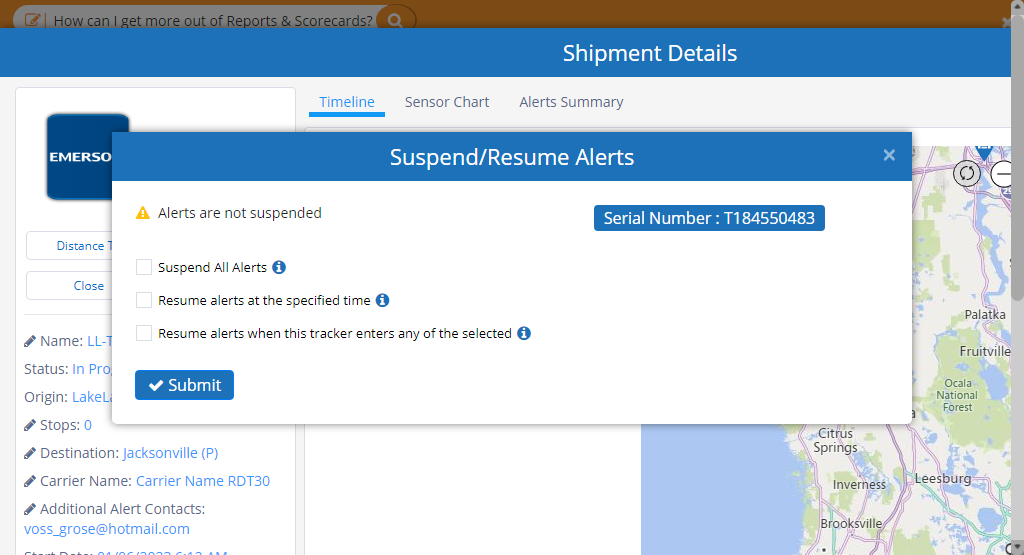 How can I get more out of Reports & Scorecards?
Shipment Details
Timeline
Sensor Chart
Alerts Summary
EMERSO
Suspend/Resume Alerts
×
Alerts are not suspended
Serial Number : T184550483
Suspend All Alerts
Resume alerts at the specified time
Resume alerts when this tracker enters any of the selected
Submit
Distance T
Close
Name: LL-T
Status: In Pro
Origin: LakeLa
Stops: 0
Destination: Jacksonville (P)
Carrier Name: Carrier Name RDT30
Additional Alert Contacts:
voss_grose@hotmail.com
Start Date: 01/06/2023 6:12 AM
Palatka
Fruitville
Ocala
National
Forest
Citrus
Springs
Inverness
Leesburg
Brooksville